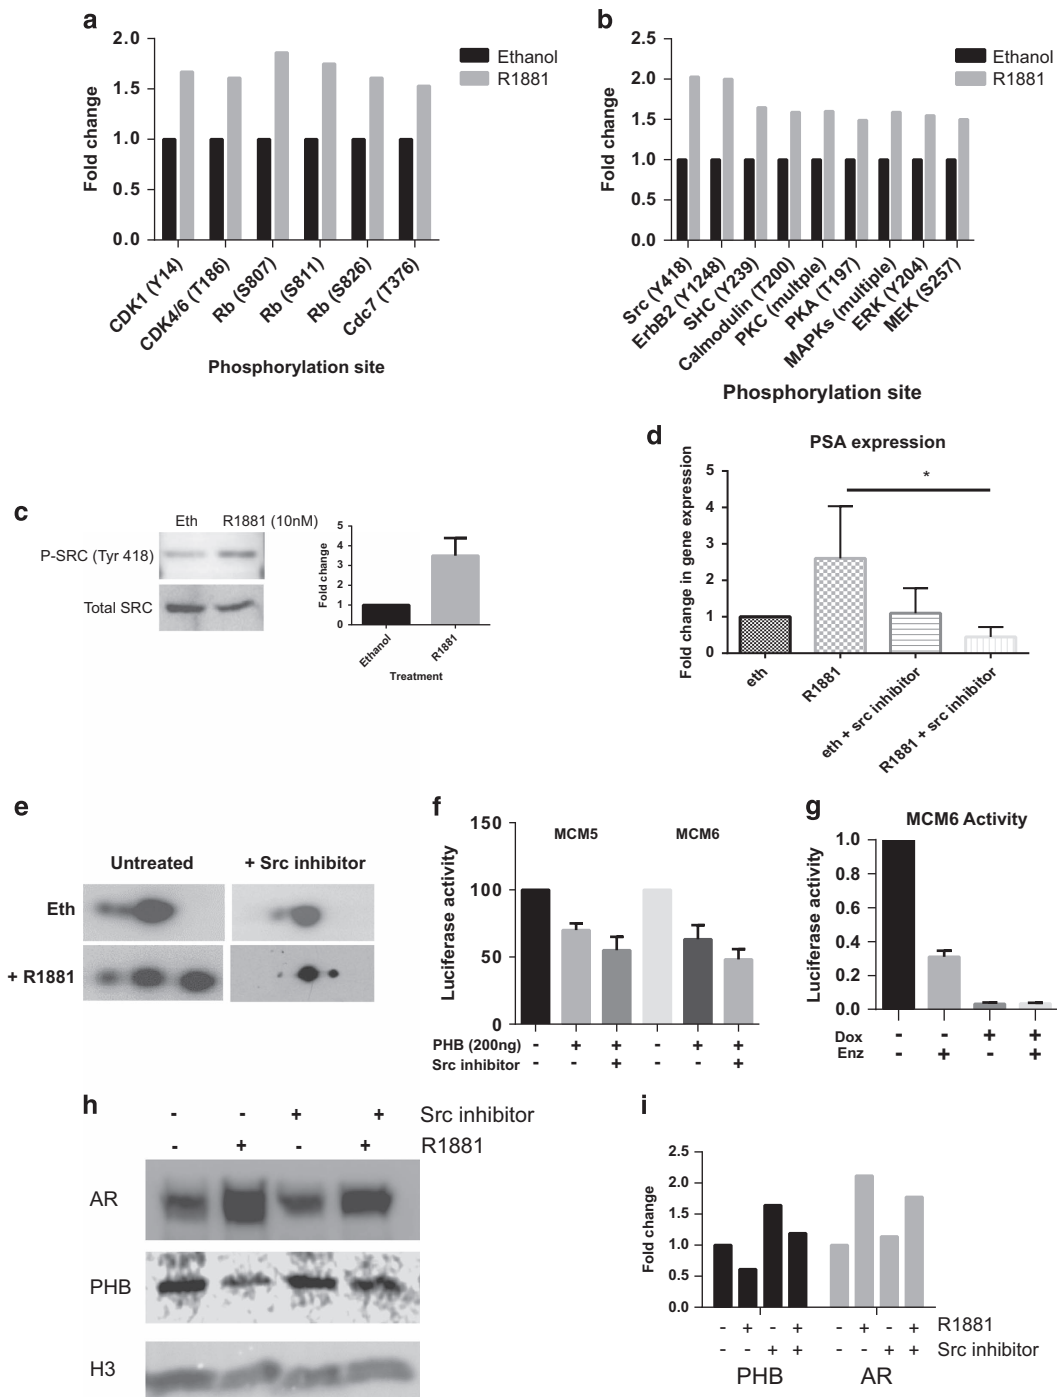 a
2.0
1.5
1.0
0.5
0.0
Fold change
Ethanol
R1881
CDK1 (Y14)
CDK4/6 (T186)
Rb (S807)
Rb (S811)
Rb (S826)
Cdc7 (T376)
Phosphorylation site
b
2.5
2.0
1.5
1.0
0.5
0.0
Fold change
Ethanol
R1881
Src (Y418)
ErbB2 (Y1248)
SHC (Y239)
Calmodulin (T200)
PKC (multple)
PKA (T197)
MAPKs (multiple)
ERK (Y204)
MEK (S257)
Phosphorylation site
c
Eth R1881 (10nM)
P-SRC (Tyr 418)
Total SRC
5
4
3
2
1
0
Fold change
Ethanol
R1881
Treatment
d
PSA expression
5
4
3
2
1
0
Fold change in gene expression
*
eth
R1881
eth + src inhibitor
R1881 + src inhibitor
e
Untreated + Src inhibitor
Eth
+ R1881
f
150
100
50
0
Luciferase activity
MCM5 MCM6
PHB (200ng) - + + - + +
Src inhibitor - - + - - +
g
MCM6 Activity
1.0
0.8
0.6
0.4
0.2
0.0
Luciferase activity
Dox - - + +
Enz - + - +
h
- - + + Src inhibitor
- + - + R1881
AR
PHB
H3
i
2.5
2.0
1.5
1.0
0.5
0.0
Fold change
- + - + - + - + R1881
- - + + - - + + Src inhibitor
PHB AR